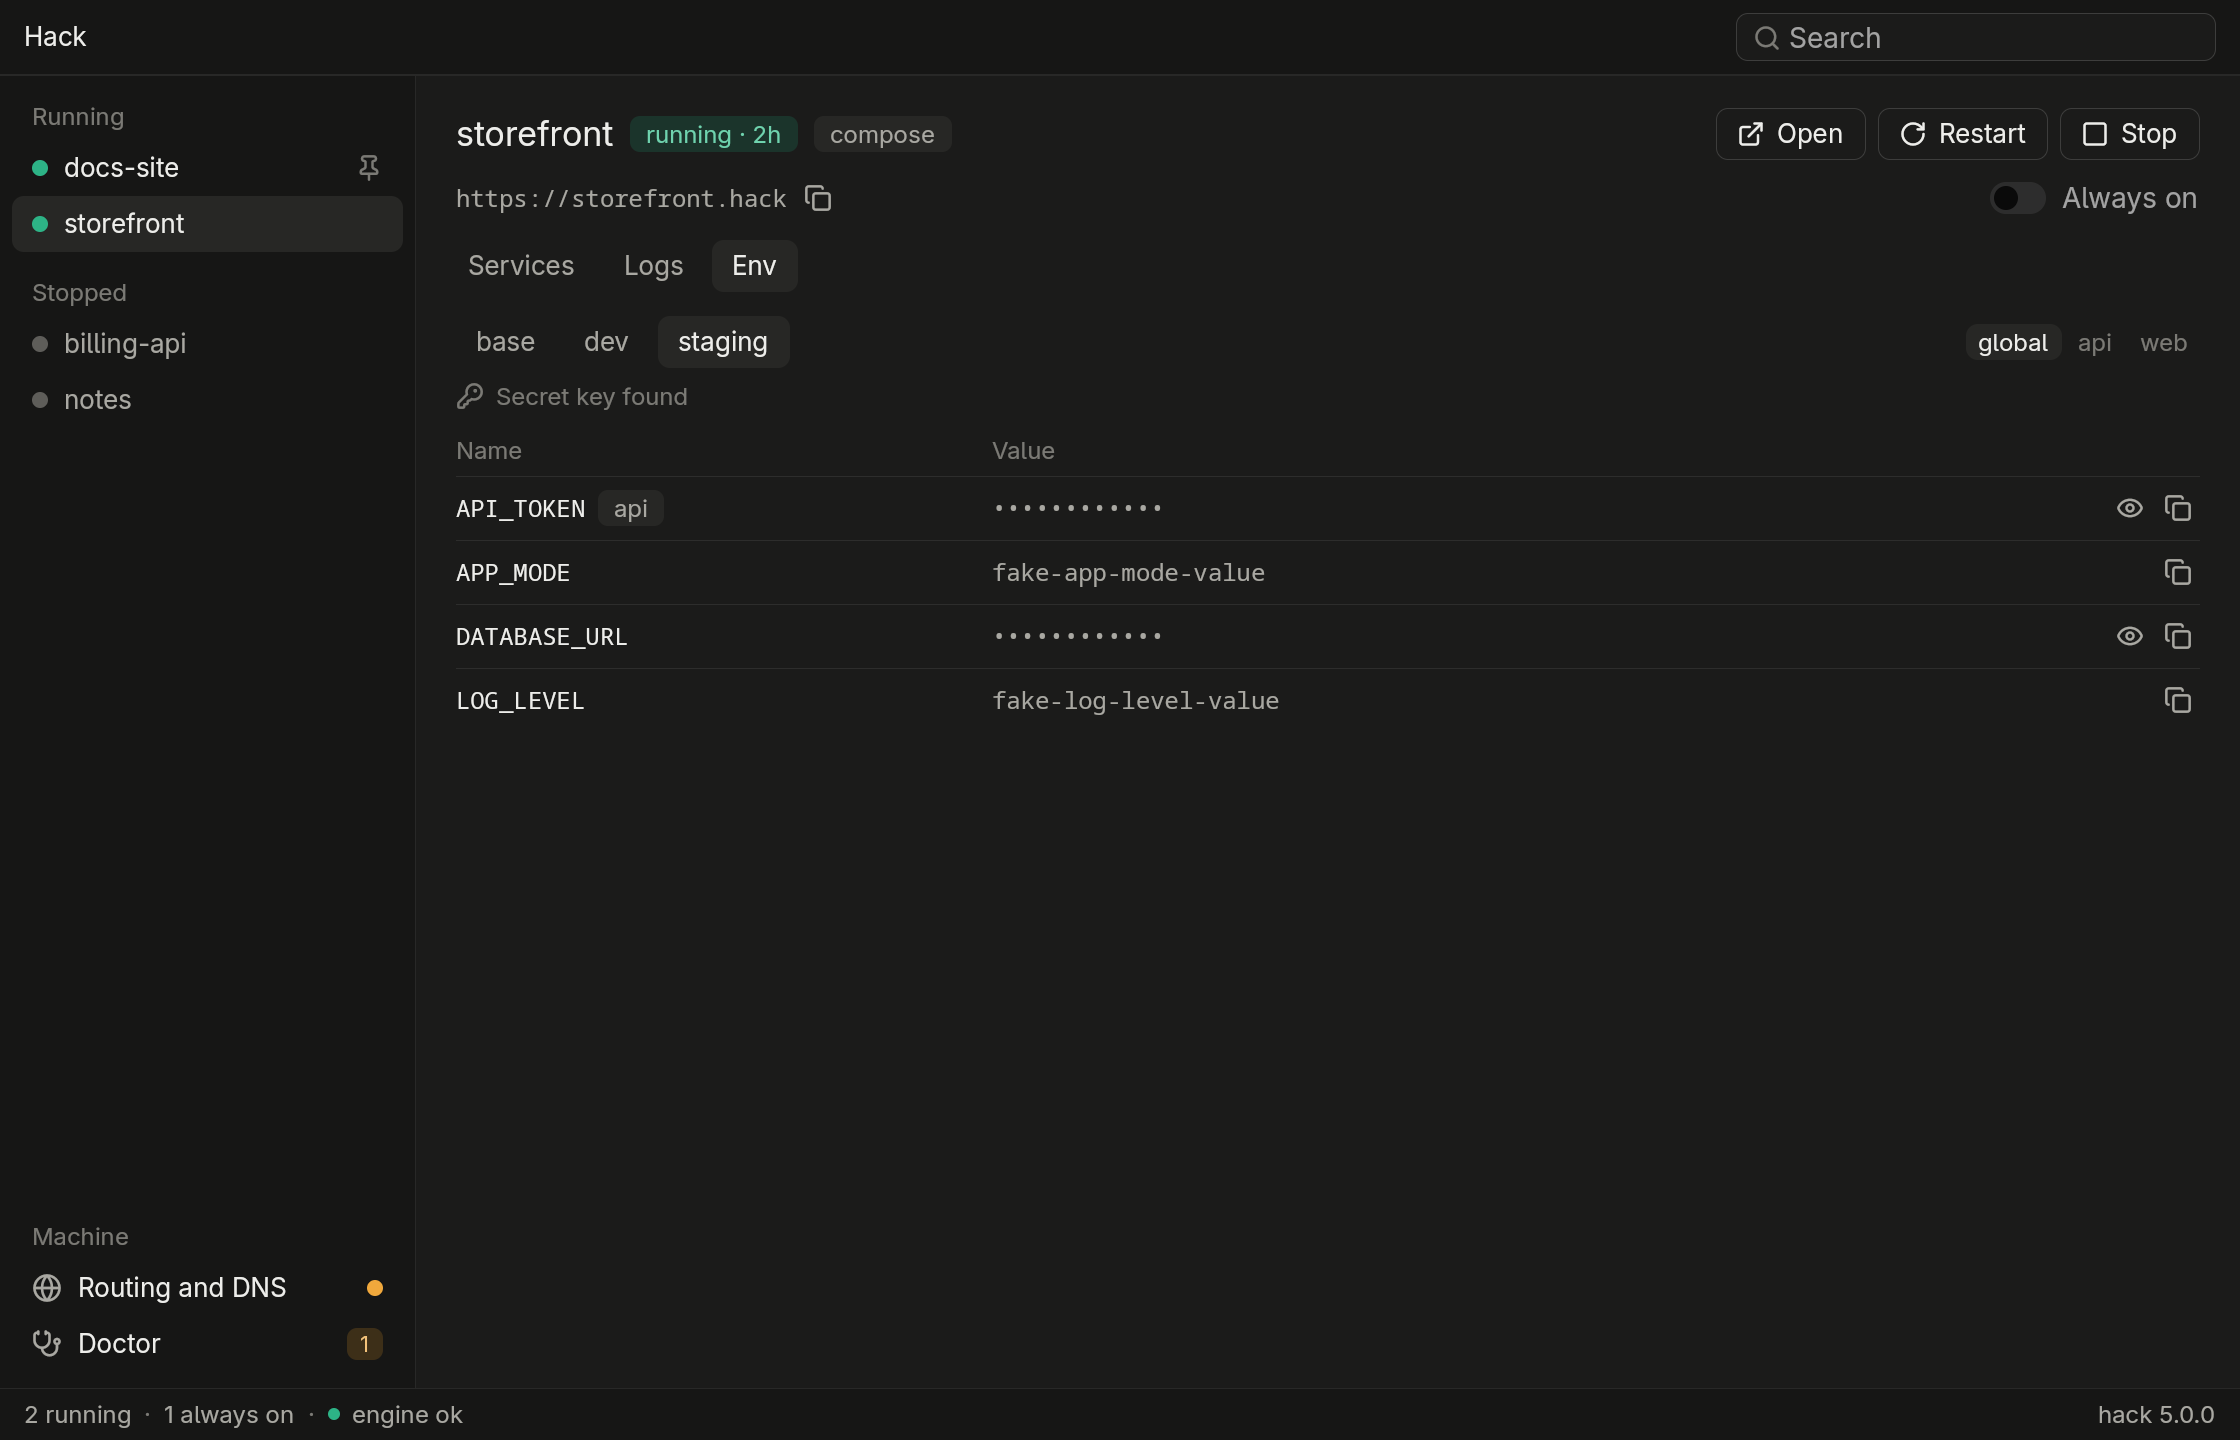 Hack
Search
Running
docs-site
storefront
Stopped
billing-api
notes
Machine
Routing and DNS
Doctor 1
storefront running · 2h compose
Open Restart Stop
https://storefront.hack
Always on
Services Logs Env
base dev staging
global api web
Secret key found
Name Value
API_TOKEN api ••••••••••••
APP_MODE fake-app-mode-value
DATABASE_URL ••••••••••••
LOG_LEVEL fake-log-level-value
2 running · 1 always on · engine ok
hack 5.0.0